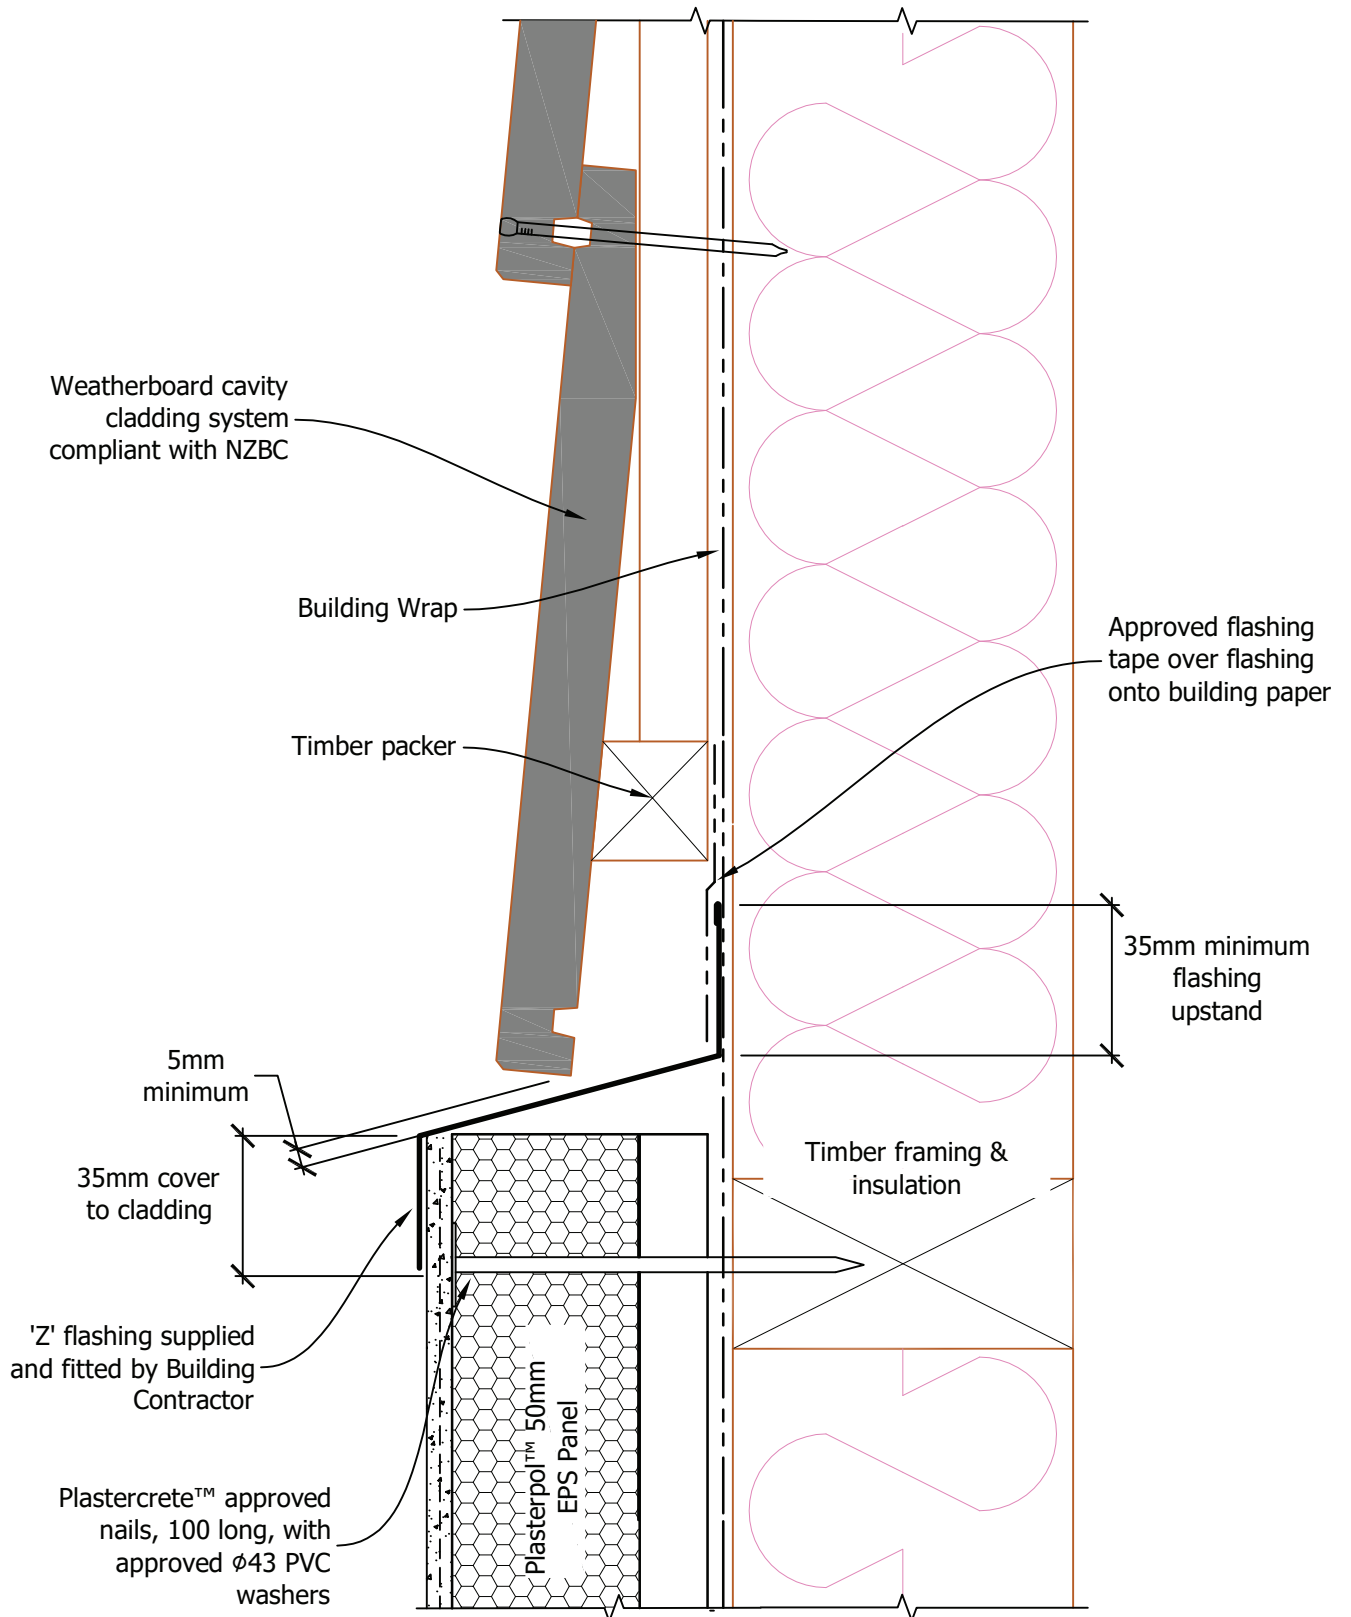 Weatherboard cavity
cladding system
compliant with NZBC
Building Wrap
Approved flashing
tape over flashing
onto building paper
Timber packer
35mm minimum
flashing
upstand
5mm
minimum
35mm cover
to cladding
Timber framing &
insulation
'Z' flashing supplied
and fitted by Building
Contractor
Plasterpol™ 50mm
EPS Panel
Plastercrete™ approved
nails, 100 long, with
approved ⌀43 PVC
washers